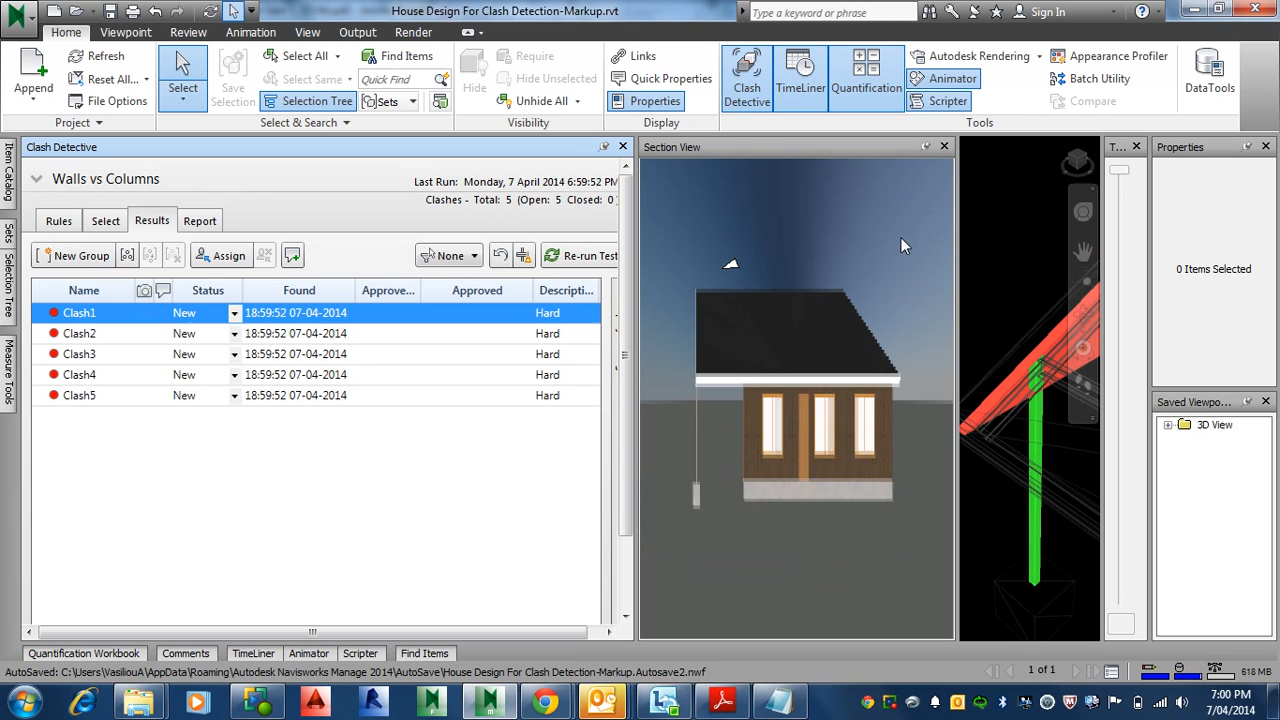 House Design For Clash Detection-Markup.rvt
Type a keyword or phrase
Sign In
Home Viewpoint Review Animation View Output Render
Append
Refresh
Reset All...
File Options
Project
Select
Save Selection
Select All
Select Same
Selection Tree
Find Items
Quick Find
Sets
Select & Search
Hide
Require
Hide Unselected
Unhide All
Visibility
Links
Quick Properties
Properties
Display
Clash Detective
TimeLiner
Quantification
Autodesk Rendering
Animator
Scripter
Appearance Profiler
Batch Utility
Compare
DataTools
Tools
Item Catalog
Sets
Selection Tree
Measure Tools
Clash Detective
Walls vs Columns
Last Run: Monday, 7 April 2014 6:59:52 PM
Clashes - Total: 5 (Open: 5 Closed: 0
Rules Select Results Report
New Group
Assign
None
Re-run Test
Name Status Found Approve... Approved Descripti...
Clash1 New 18:59:52 07-04-2014 Hard
Clash2 New 18:59:52 07-04-2014 Hard
Clash3 New 18:59:52 07-04-2014 Hard
Clash4 New 18:59:52 07-04-2014 Hard
Clash5 New 18:59:52 07-04-2014 Hard
Section View
T...
Properties
0 Items Selected
Saved Viewpo...
3D View
Quantification Workbook Comments TimeLiner Animator Scripter Find Items
AutoSaved: C:\Users\VasiliouA\AppData\Roaming\Autodesk Navisworks Manage 2014\AutoSave\House Design For Clash Detection-Markup.Autosave2.nwf
1 of 1
618 MB
7:00 PM
7/04/2014